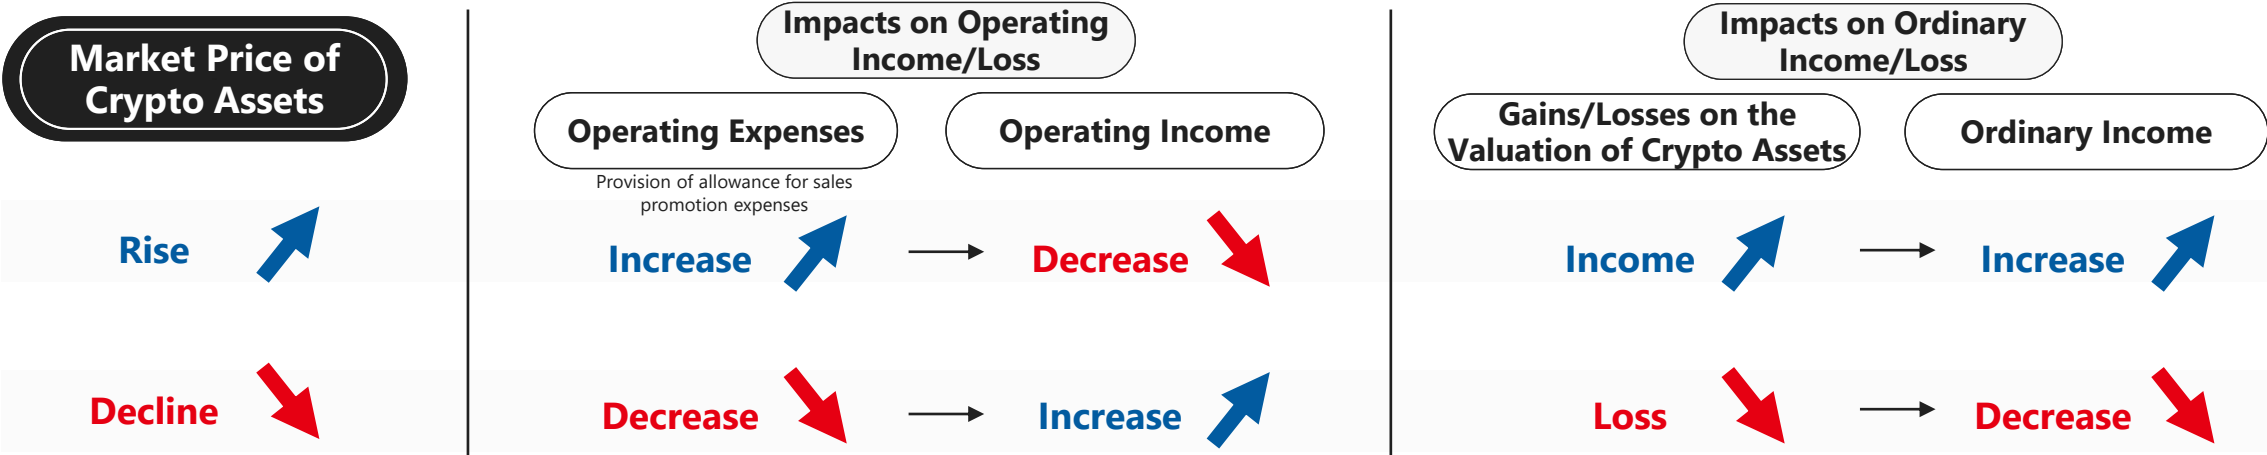 Market Price of
Crypto Assets
Impacts on Operating
Income/Loss
Operating Expenses
Operating Income
Provision of allowance for sales
promotion expenses
Impacts on Ordinary
Income/Loss
Gains/Losses on the
Valuation of Crypto Assets
Ordinary Income
Rise
Increase
Decrease
Income
Increase
Decline
Decrease
Increase
Loss
Decrease